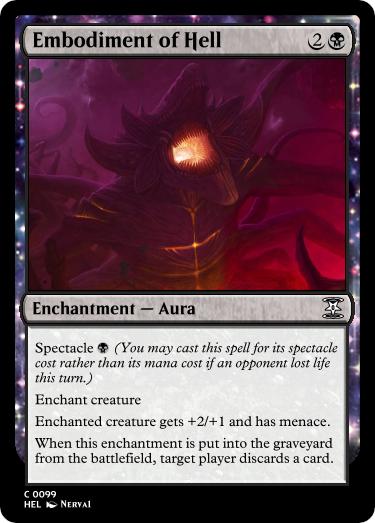 Embodiment of Hell 2
Enchantment — Aura
Spectacle (You may cast this spell for its spectacle
cost rather than its mana cost if an opponent lost life
this turn.)
Enchant creature
Enchanted creature gets +2/+1 and has menace.
When this enchantment is put into the graveyard
from the battlefield, target player discards a card.
C 0099
HEL Nerva1